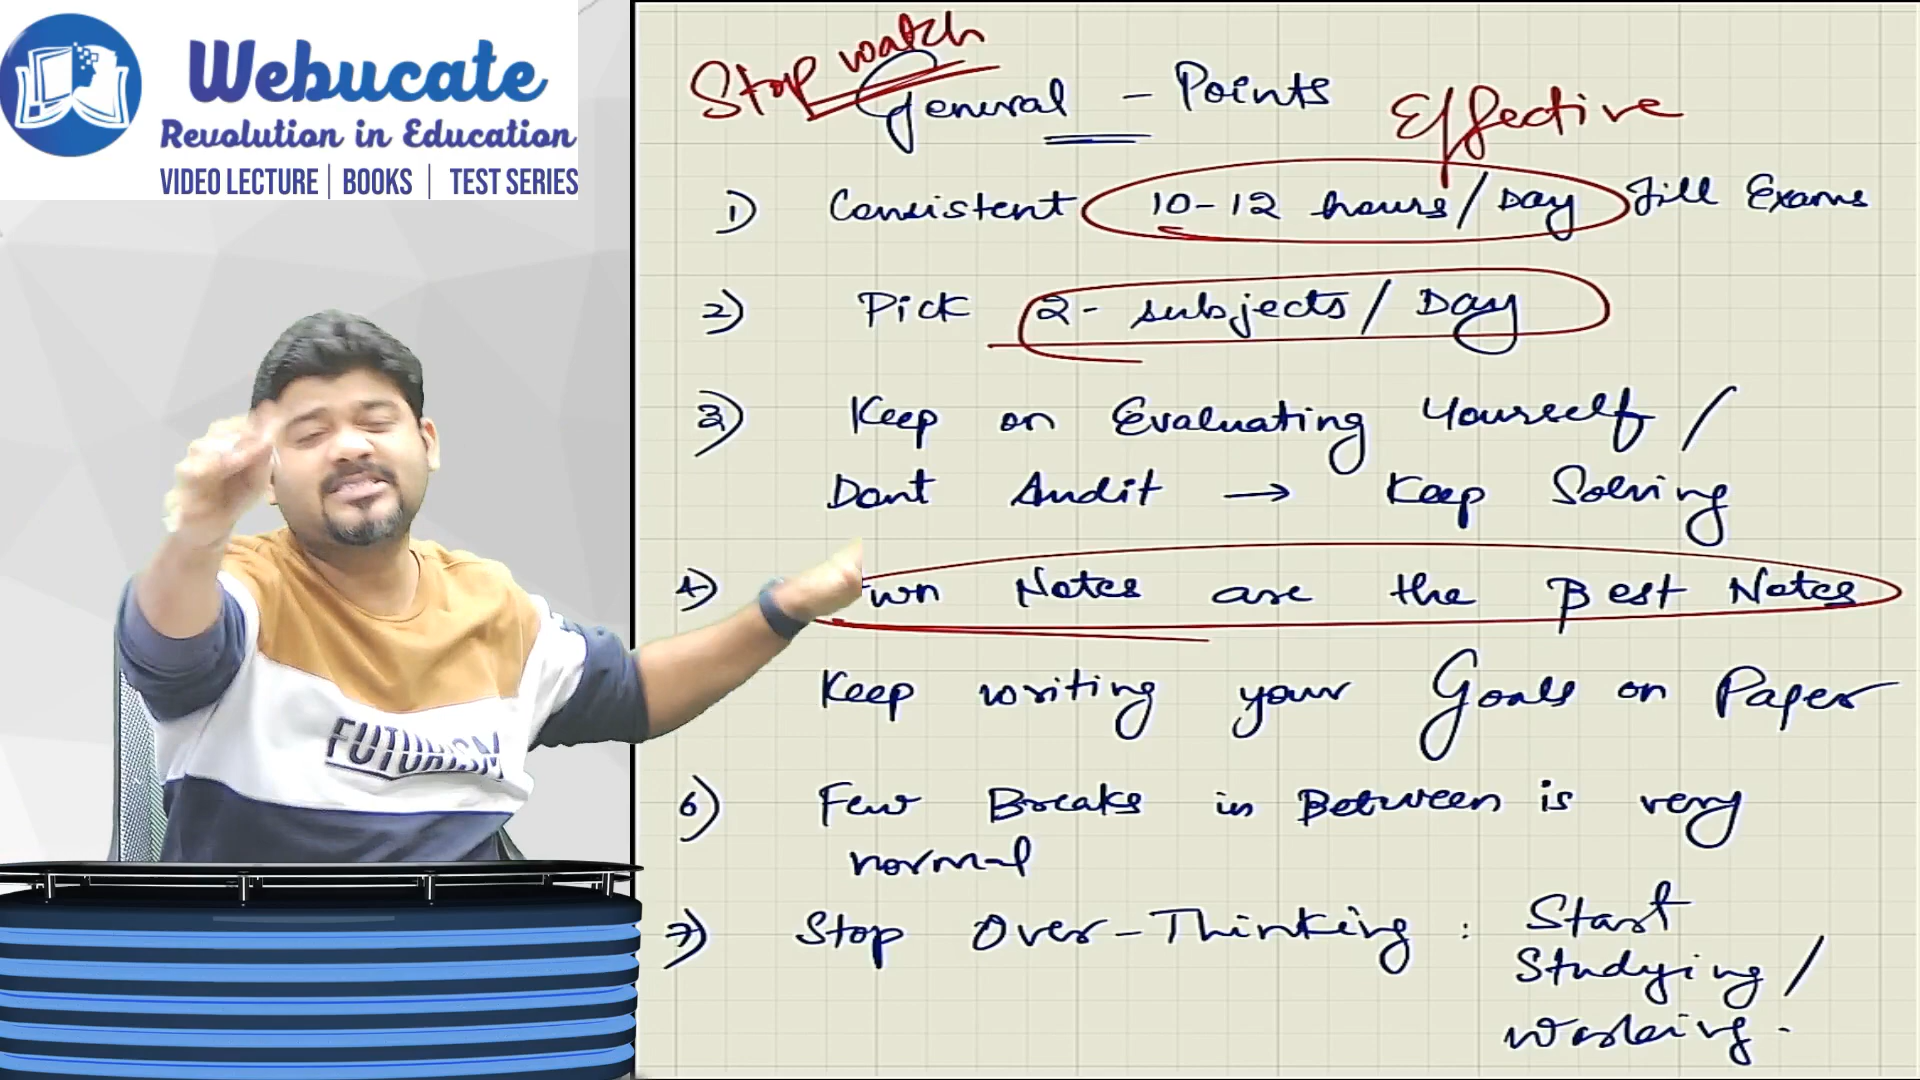 Webucate
Revolution in Education
VIDEO LECTURE | BOOKS | TEST SERIES
FUTURISM
Stop watch
General - Points Effective
1) Consistent 10-12 hours/Day Till Exams
2) Pick 2- subjects/Day
3) Keep on Evaluating Yourself /
Dont Audit → Keep Solving
4) wn Notes are the Best Notes
Keep writing your Goals on Paper
6) Few Breaks in Between is very
normal
7) Stop Over-Thinking : Start
Studying /
Working.